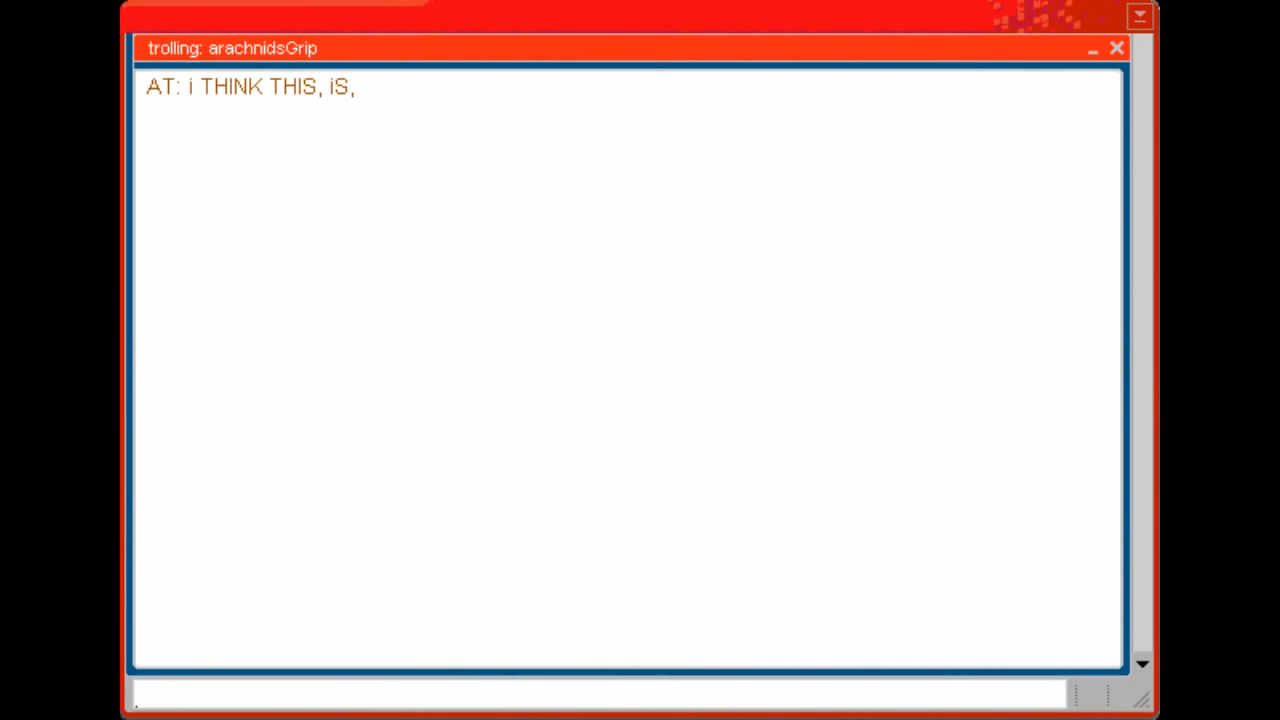 trolling: arachnidsGrip
AT: i THINK THIS, iS,
.